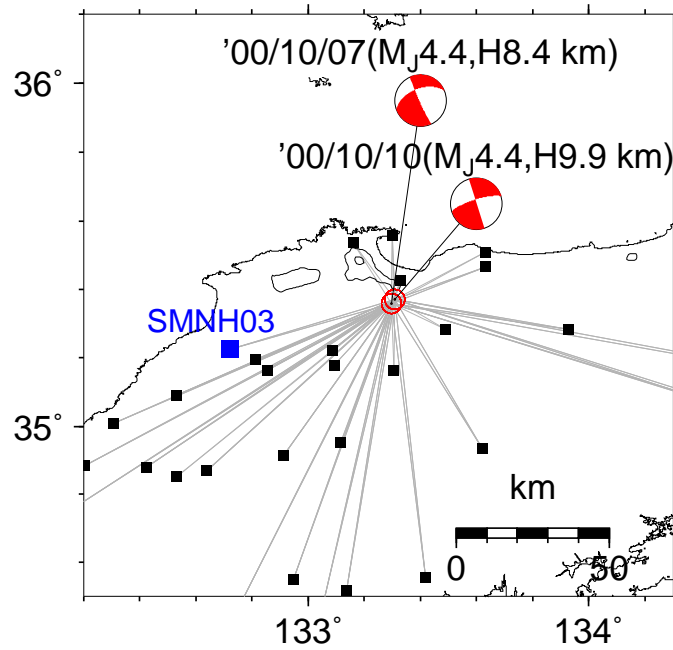 ’00/10/07(MJ4.4,H8.4 km)
36˚
’00/10/10(MJ4.4,H9.9 km)
SMNH03
35˚
km
0 50
133˚ 134˚